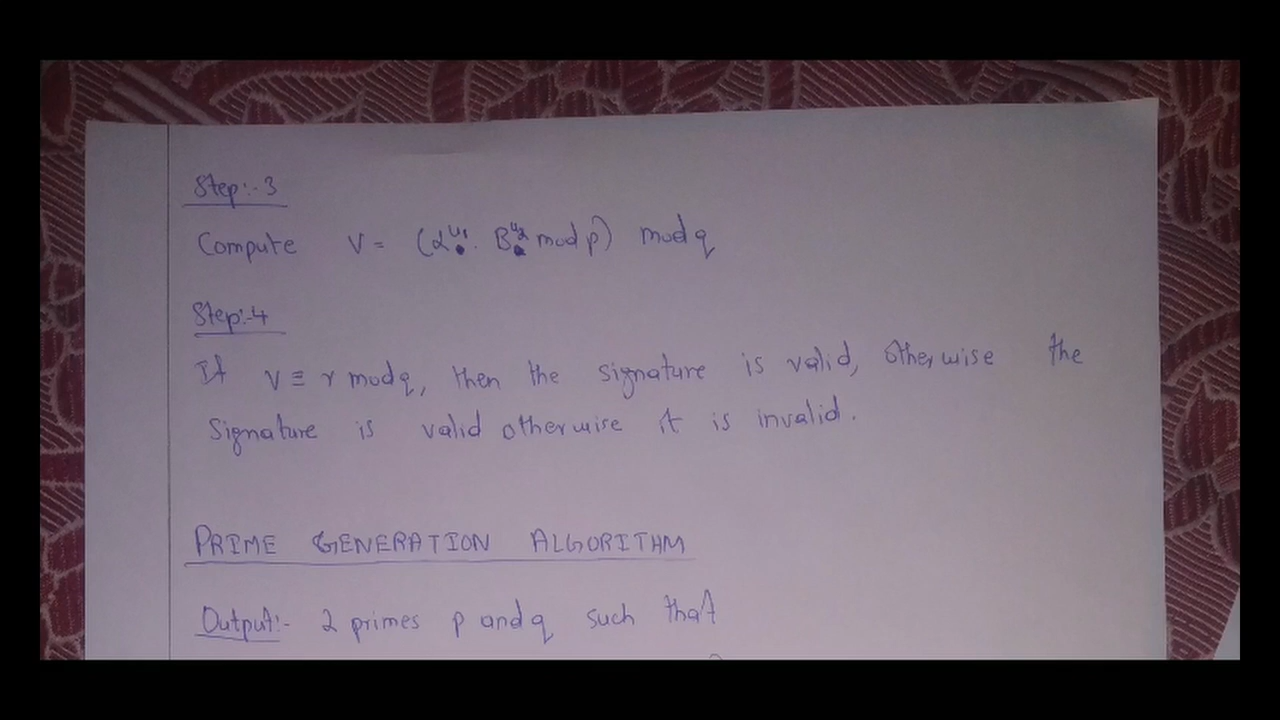 Step:-3
Compute V = (α^u1 . B^u2 mod p) mod q
Step:-4
If V ≡ r mod q, then the signature is valid, otherwise the
Signature is valid otherwise it is invalid.
PRIME GENERATION ALGORITHM
Output:- 2 primes p and q such that